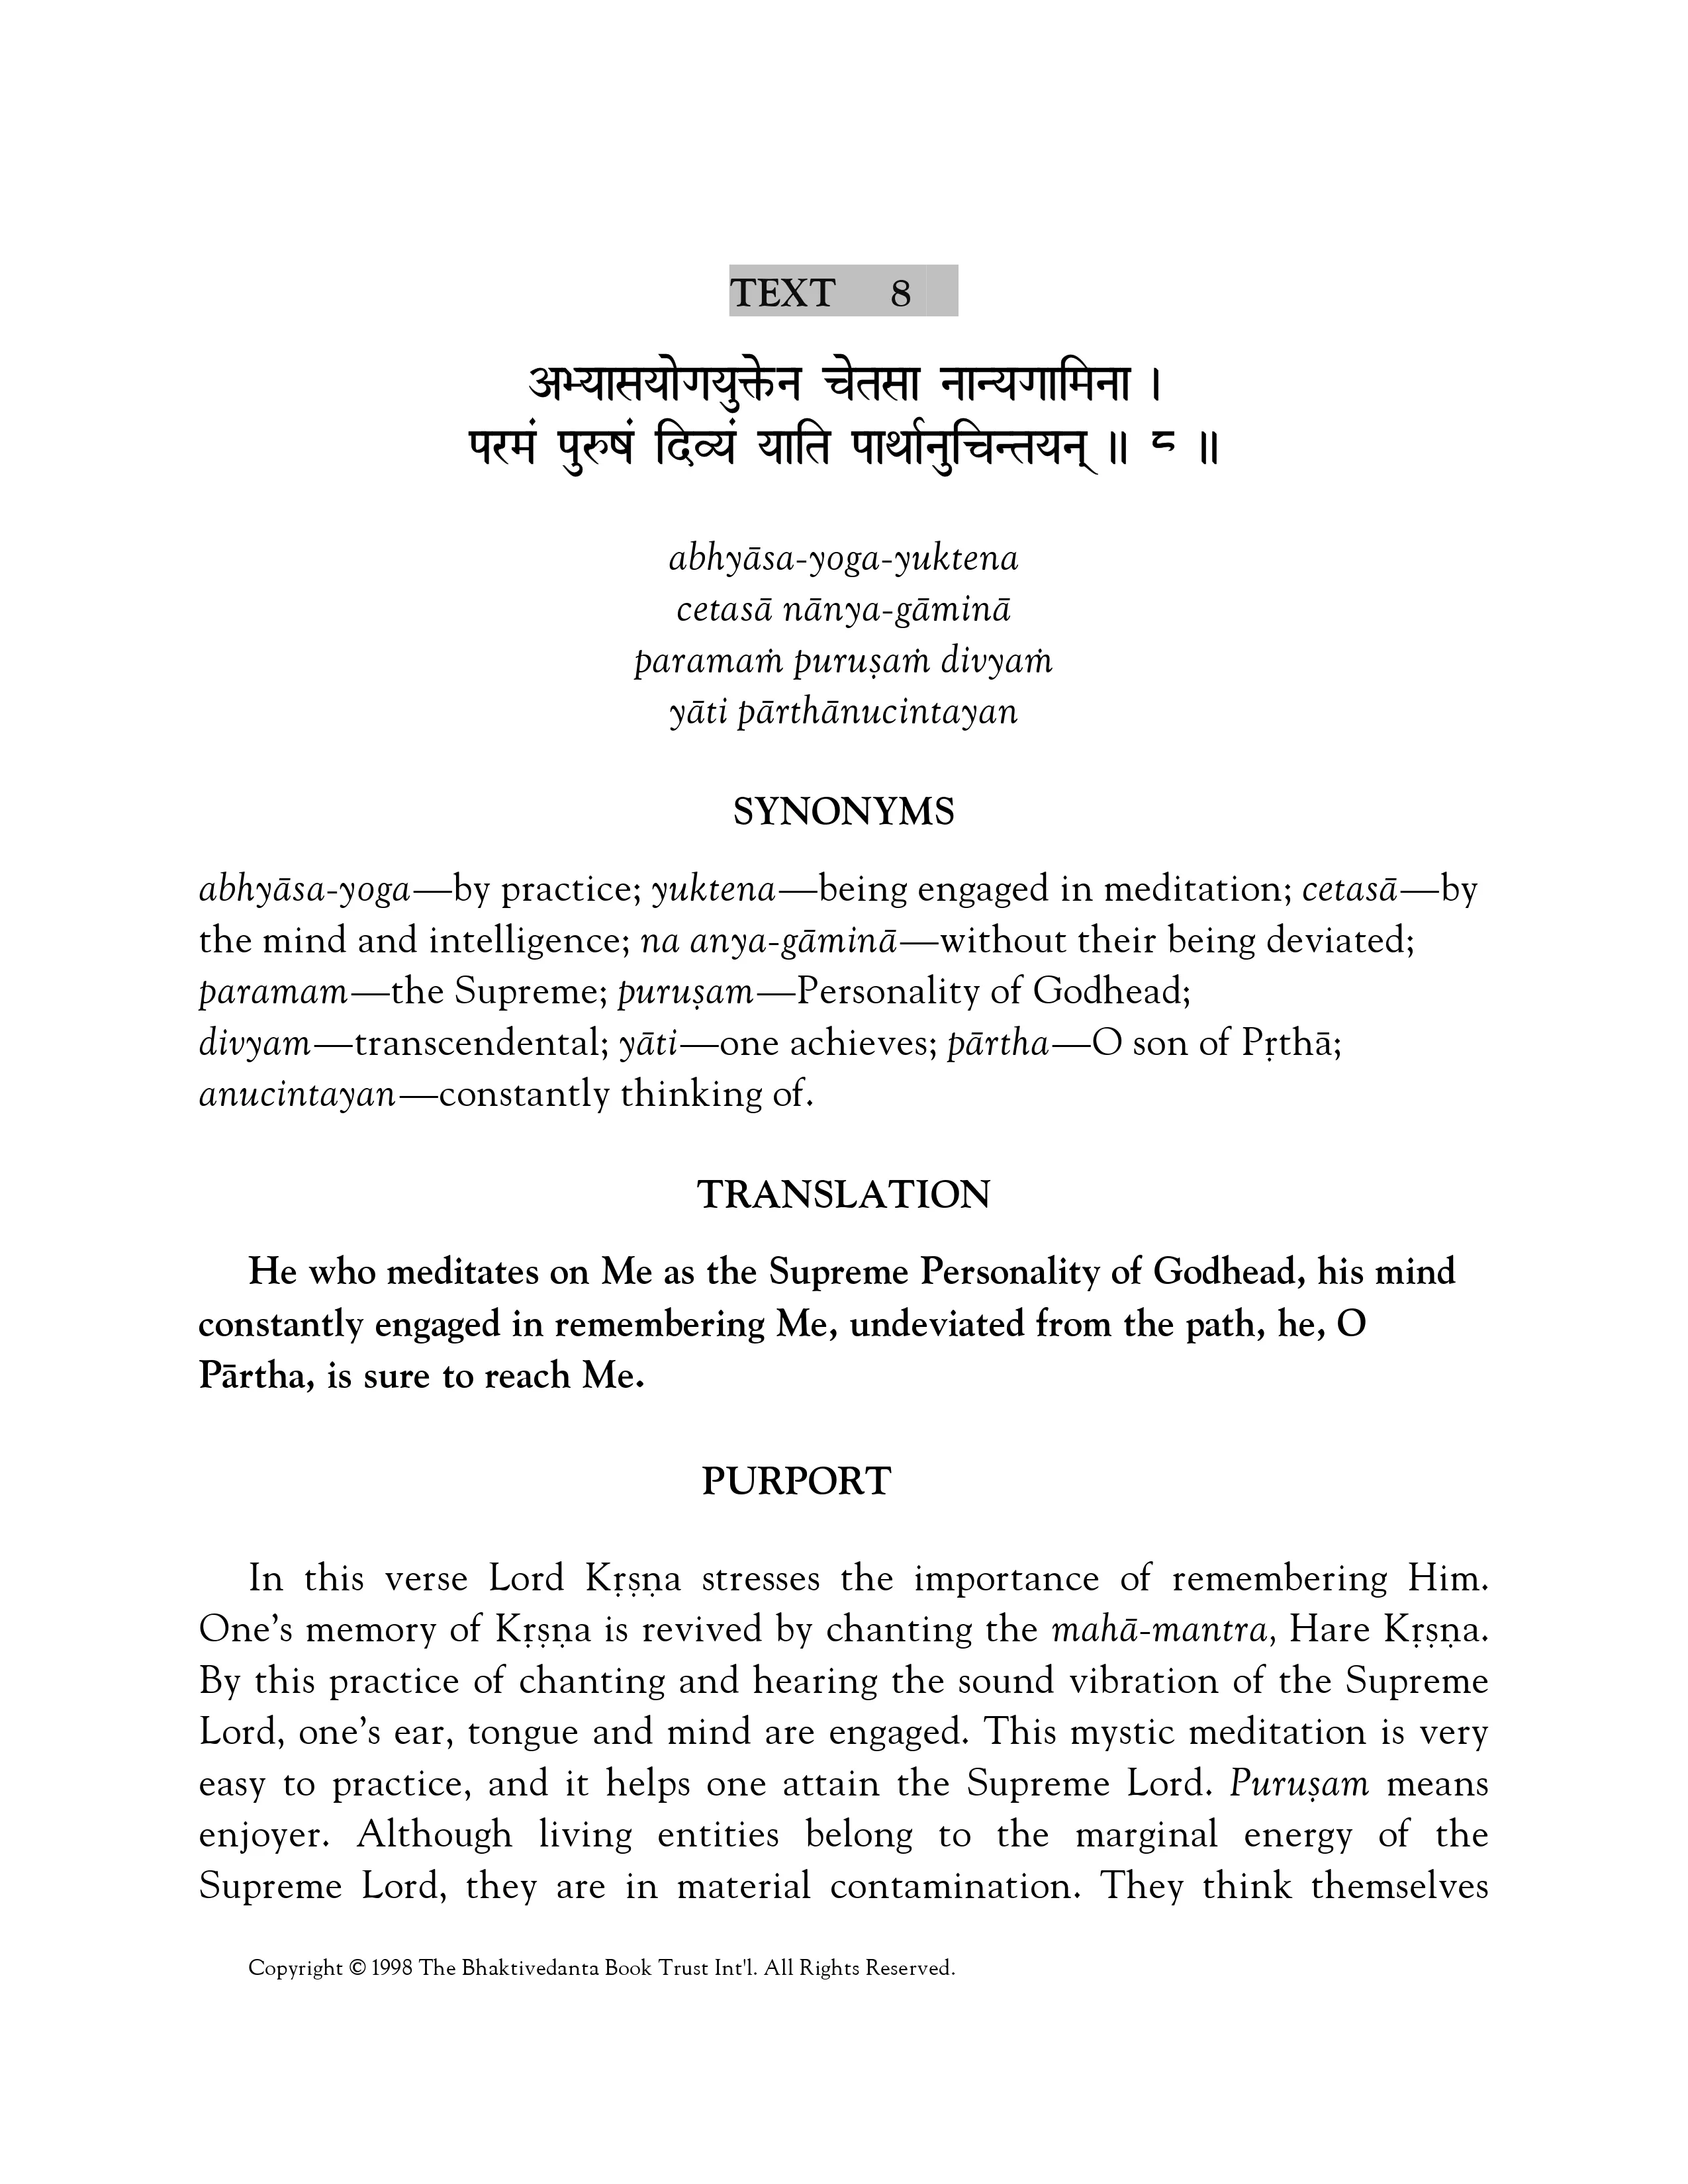 TEXT 8
अभ्यासयोगयुक्तेन चेतसा नान्यगामिना ।
परमं पुरुषं दिव्यं याति पार्थानुचिन्तयन् ॥ ८ ॥
abhyāsa-yoga-yuktena
cetasā nānya-gāminā
paramaṁ puruṣaṁ divyaṁ
yāti pārthānucintayan
SYNONYMS
abhyāsa-yoga—by practice; yuktena—being engaged in meditation; cetasā—by
the mind and intelligence; na anya-gāminā—without their being deviated;
paramam—the Supreme; puruṣam—Personality of Godhead;
divyam—transcendental; yāti—one achieves; pārtha—O son of Pṛthā;
anucintayan—constantly thinking of.
TRANSLATION
He who meditates on Me as the Supreme Personality of Godhead, his mind
constantly engaged in remembering Me, undeviated from the path, he, O
Pārtha, is sure to reach Me.
PURPORT
In this verse Lord Kṛṣṇa stresses the importance of remembering Him.
One’s memory of Kṛṣṇa is revived by chanting the mahā-mantra, Hare Kṛṣṇa.
By this practice of chanting and hearing the sound vibration of the Supreme
Lord, one’s ear, tongue and mind are engaged. This mystic meditation is very
easy to practice, and it helps one attain the Supreme Lord. Puruṣam means
enjoyer. Although living entities belong to the marginal energy of the
Supreme Lord, they are in material contamination. They think themselves
Copyright © 1998 The Bhaktivedanta Book Trust Int'l. All Rights Reserved.